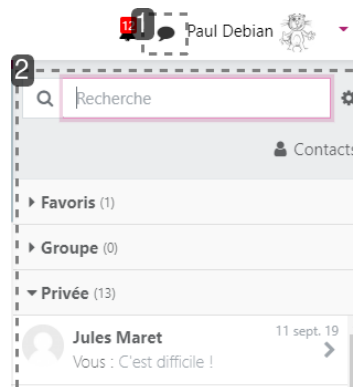 12
1
Paul Debian
2
Recherche
Contacts
Favoris (1)
Groupe (0)
Privée (13)
Jules Maret
11 sept. 19
Vous : C'est difficile !